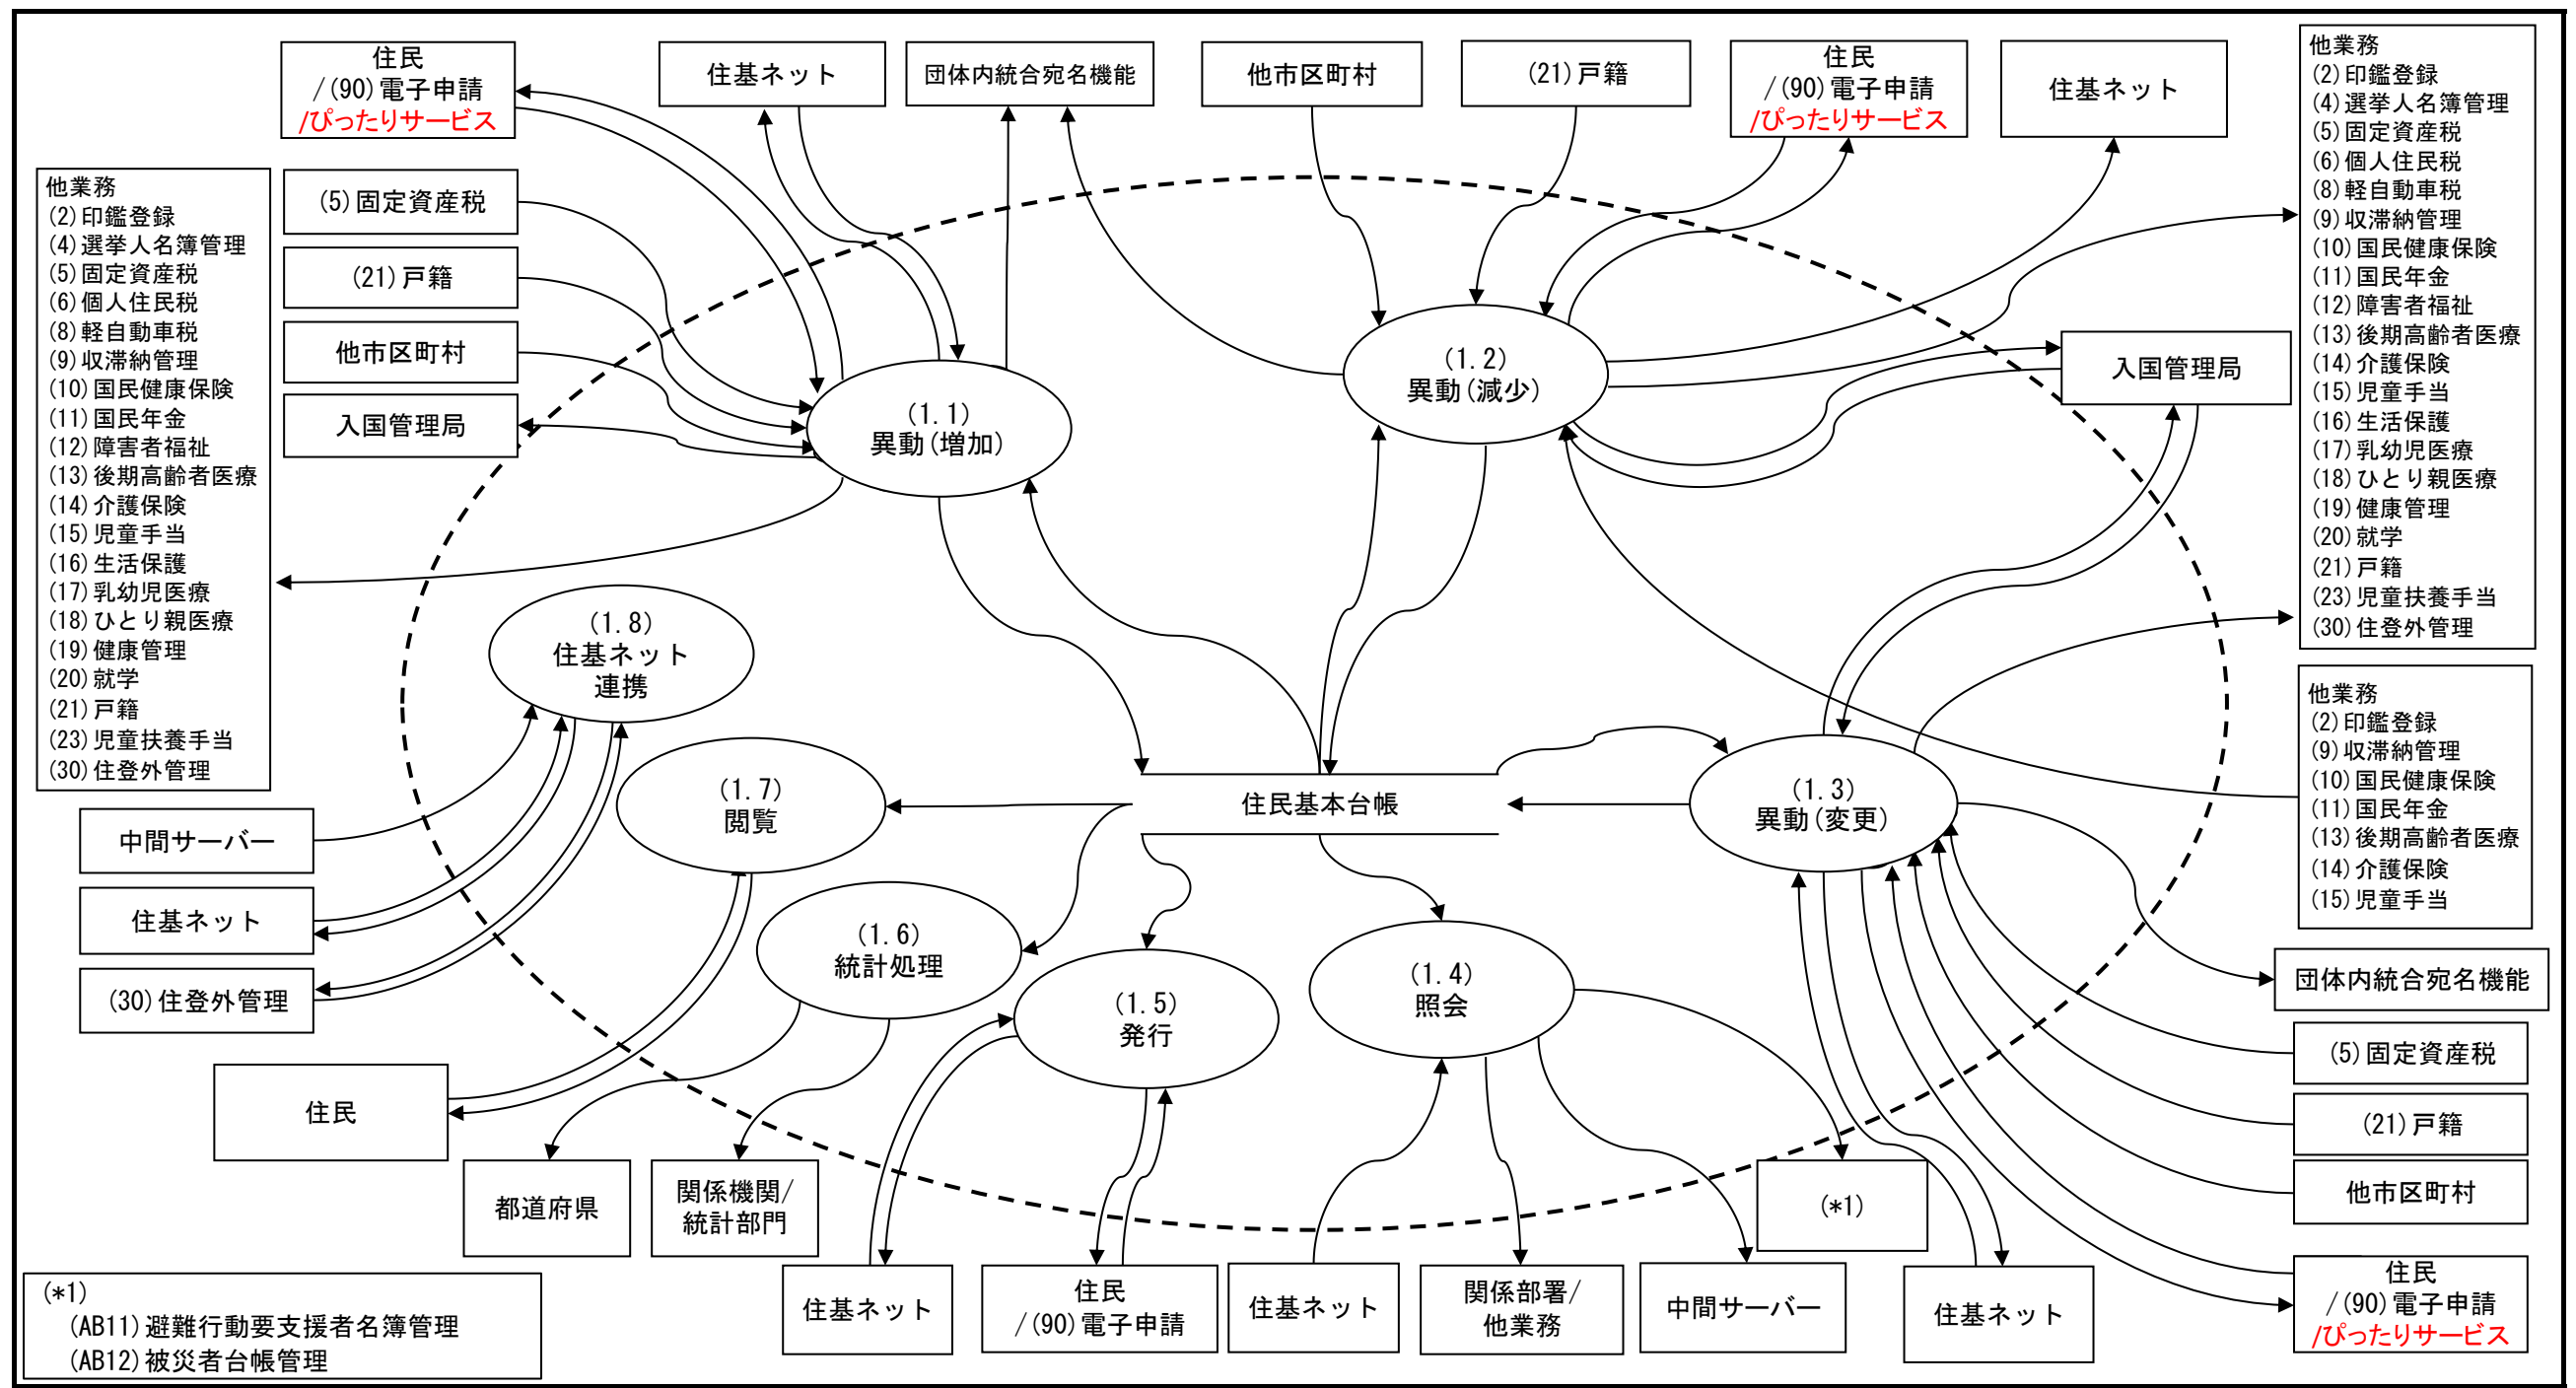 住民
/(90)電子申請
/ぴったりサービス
住基ネット
団体内統合宛名機能
他市区町村
(21)戸籍
住民
/(90)電子申請
/ぴったりサービス
住基ネット
他業務
(2)印鑑登録
(4)選挙人名簿管理
(5)固定資産税
(6)個人住民税
(8)軽自動車税
(9)収滞納管理
(10)国民健康保険
(11)国民年金
(12)障害者福祉
(13)後期高齢者医療
(14)介護保険
(15)児童手当
(16)生活保護
(17)乳幼児医療
(18)ひとり親医療
(19)健康管理
(20)就学
(21)戸籍
(23)児童扶養手当
(30)住登外管理
他業務
(2)印鑑登録
(4)選挙人名簿管理
(5)固定資産税
(6)個人住民税
(8)軽自動車税
(9)収滞納管理
(10)国民健康保険
(11)国民年金
(12)障害者福祉
(13)後期高齢者医療
(14)介護保険
(15)児童手当
(16)生活保護
(17)乳幼児医療
(18)ひとり親医療
(19)健康管理
(20)就学
(21)戸籍
(23)児童扶養手当
(30)住登外管理
(5)固定資産税
(21)戸籍
他市区町村
入国管理局
(1.1)
異動(増加)
(1.2)
異動(減少)
入国管理局
(1.8)
住基ネット
連携
他業務
(2)印鑑登録
(9)収滞納管理
(10)国民健康保険
(11)国民年金
(13)後期高齢者医療
(14)介護保険
(15)児童手当
(1.7)
閲覧
住民基本台帳
(1.3)
異動(変更)
中間サーバー
住基ネット
(30)住登外管理
(1.6)
統計処理
(1.5)
発行
(1.4)
照会
団体内統合宛名機能
(5)固定資産税
(21)戸籍
他市区町村
住民
/(90)電子申請
/ぴったりサービス
住民
都道府県
関係機関/
統計部門
住基ネット
住民
/(90)電子申請
住基ネット
関係部署/
他業務
中間サーバー
(*1)
住基ネット
(*1)
(AB11)避難行動要支援者名簿管理
(AB12)被災者台帳管理